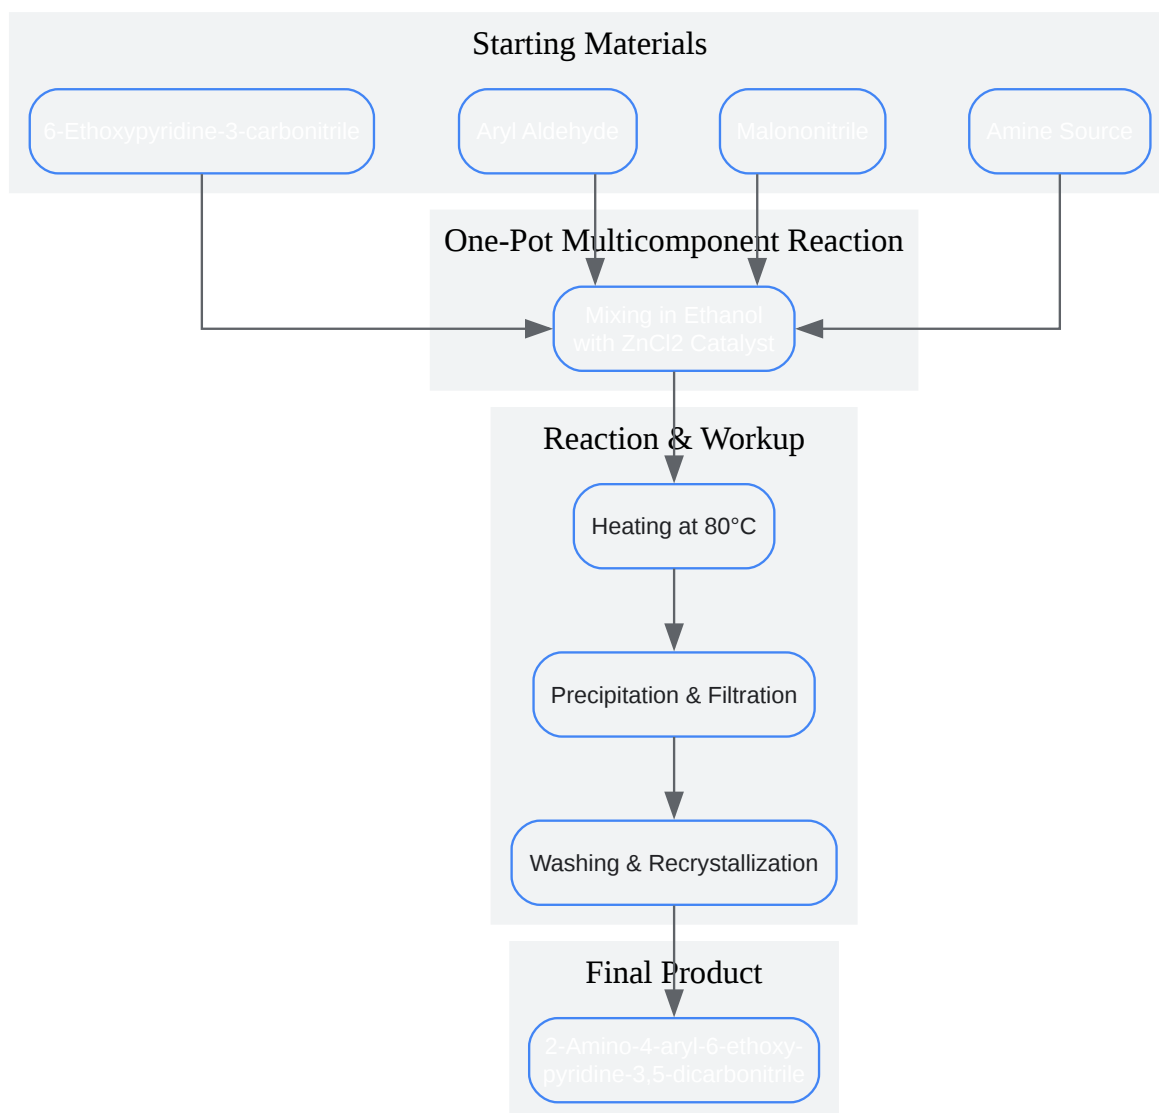 Starting Materials
6-Ethoxypyridine-3-carbonitrile
Aryl Aldehyde
Malononitrile
Amine Source
One-Pot Multicomponent Reaction
Mixing in Ethanol
with ZnCl2 Catalyst
Reaction & Workup
Heating at 80°C
Precipitation & Filtration
Washing & Recrystallization
Final Product
2-Amino-4-aryl-6-ethoxy-
pyridine-3,5-dicarbonitrile